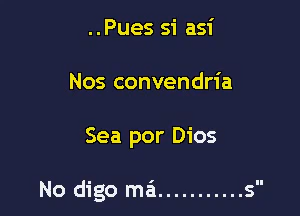 ..Pues si asi
Nos convendria
Sea por Dios
No digo má...........s"